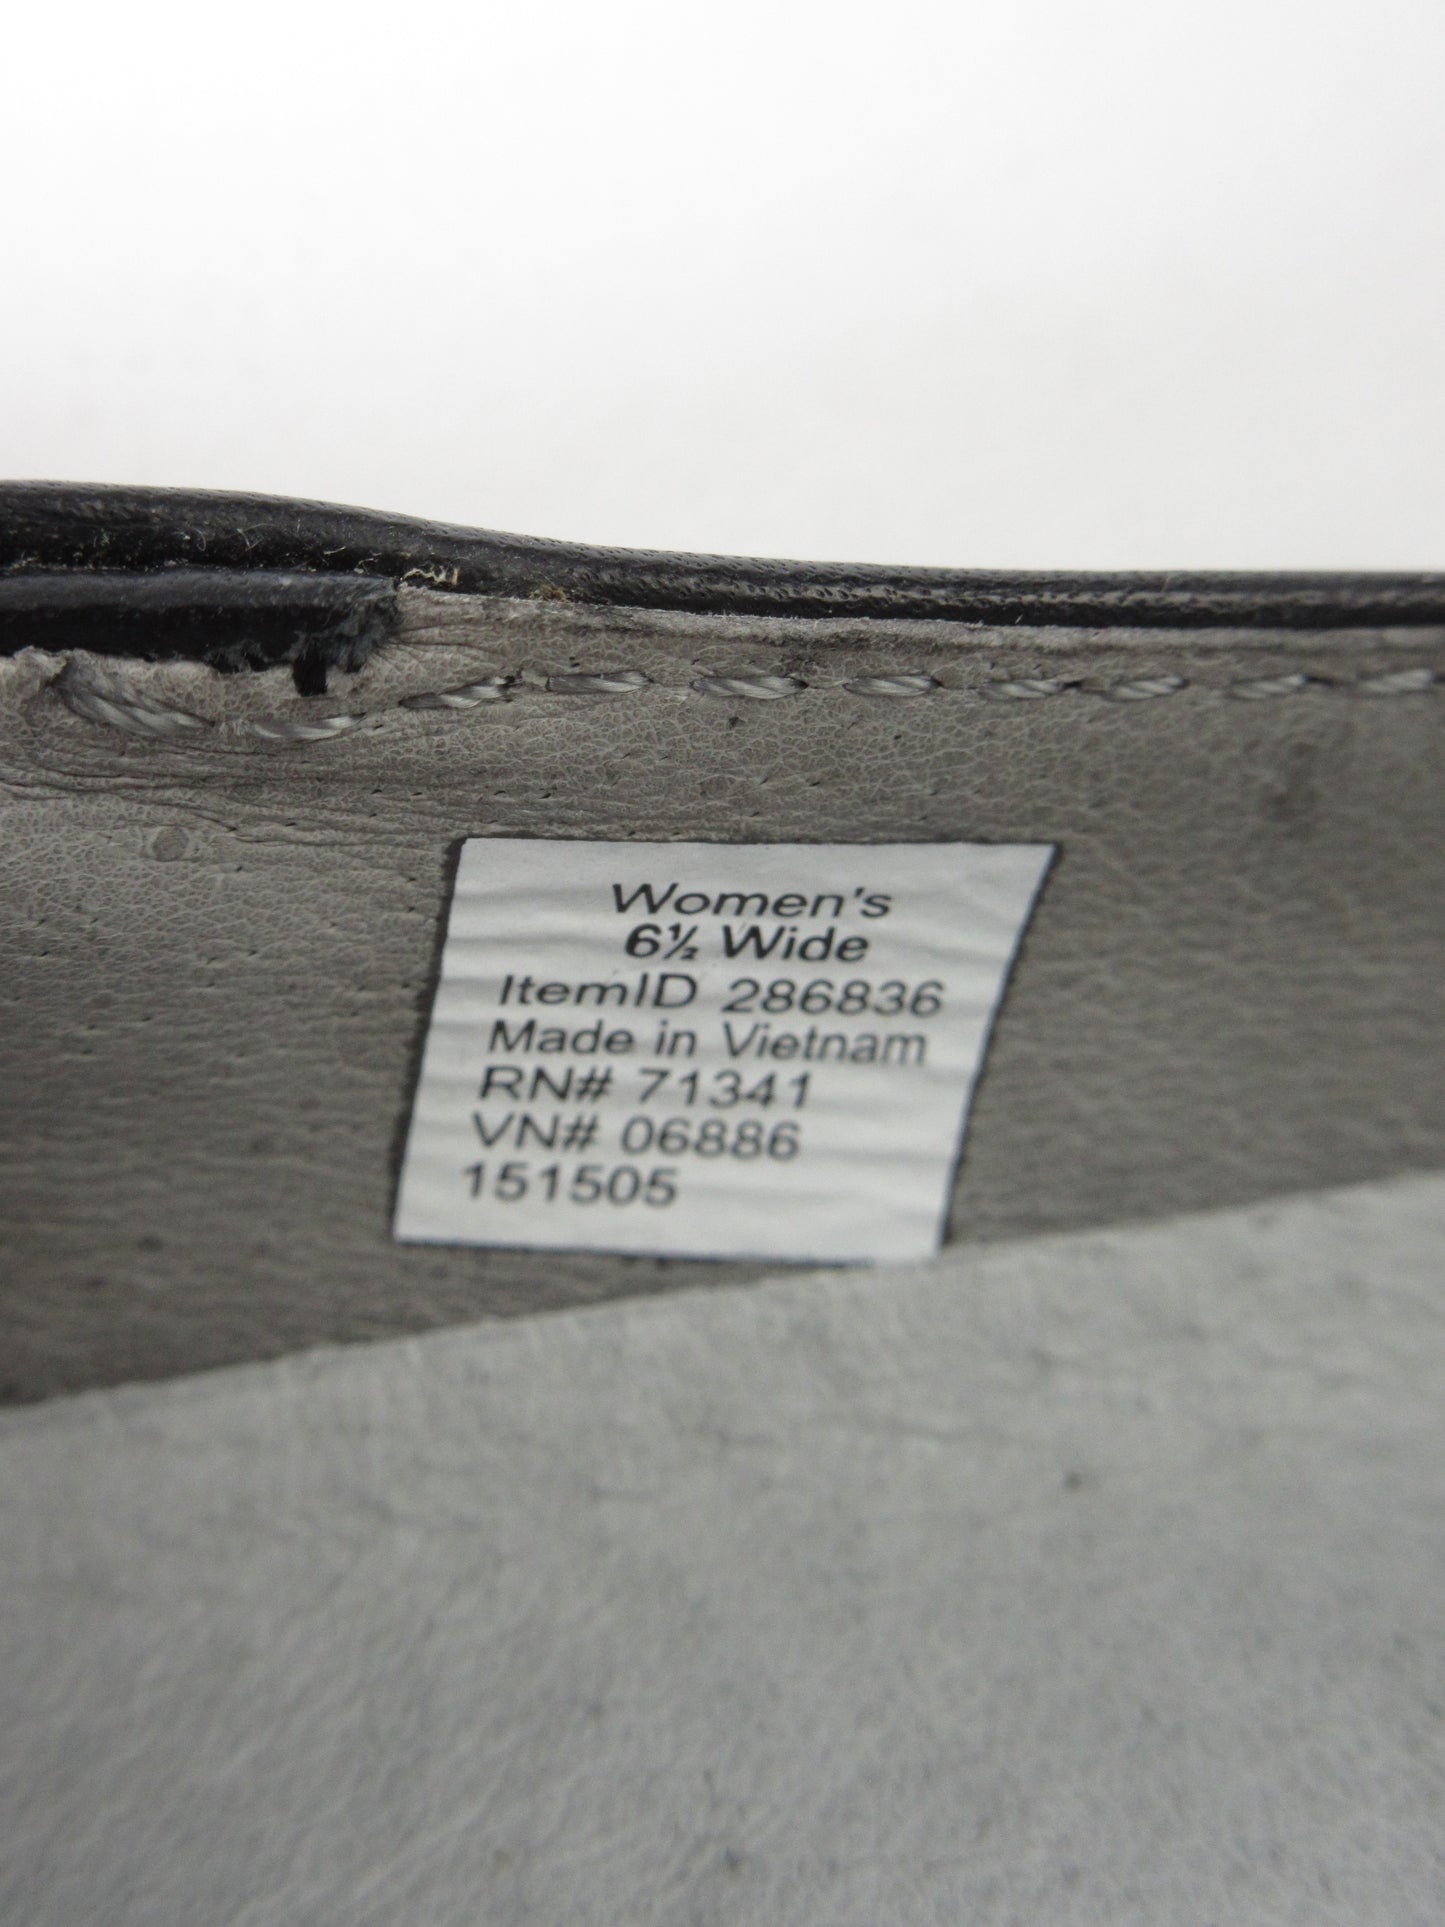 Women's
6½ Wide
ItemID 286836
Made in Vietnam
RN# 71341
VN# 06886
151505